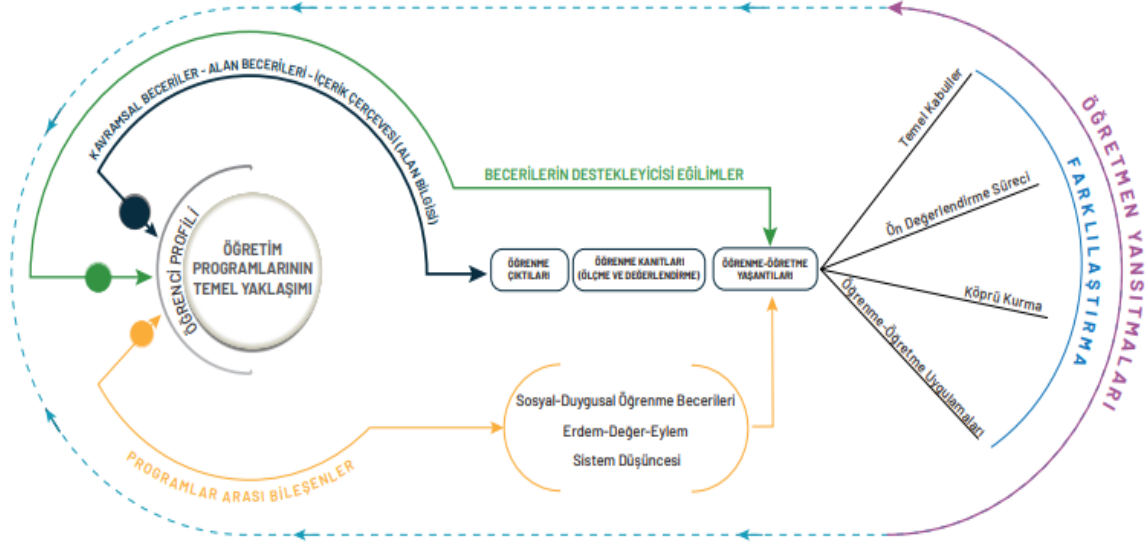 KAVRAMSAL BECERİLER - ALAN BECERİLERİ - İÇERİK ÇERÇEVESİ (ALAN BİLGİSİ)
ÖĞRENCİ PROFİLİ
ÖĞRETİM
PROGRAMLARININ
TEMEL YAKLAŞIMI
BECERİLERİN DESTEKLEYİCİSİ EĞİLİMLER
ÖĞRENME
ÇIKTILARI
ÖĞRENME KANITLARI
(ÖLÇME VE DEĞERLENDİRME)
ÖĞRENME-ÖĞRETME
YAŞANTILARI
Temel Kabuller
Ön Değerlendirme Süreci
Köprü Kurma
Öğrenme-Öğretme Uygulamaları
FARKLILAŞTIRMA
ÖĞRETMEN YANSITMALARI
Sosyal-Duygusal Öğrenme Becerileri
Erdem-Değer-Eylem
Sistem Düşüncesi
PROGRAMLAR ARASI BİLEŞENLER